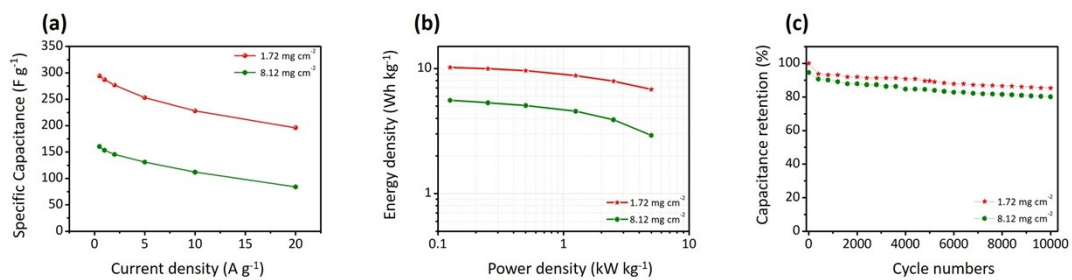 (a)
350
300
250
200
150
100
50
0
Specific Capacitance (F g⁻¹)
1.72 mg cm⁻²
8.12 mg cm⁻²
0
5
10
15
20
Current density (A g⁻¹)
(b)
10
1
Energy density (Wh kg⁻¹)
1.72 mg cm⁻²
8.12 mg cm⁻²
0.1
1
10
Power density (kW kg⁻¹)
(c)
100
80
60
40
20
0
Capacitance retention (%)
1.72 mg cm⁻²
8.12 mg cm⁻²
0
2000
4000
6000
8000
10000
Cycle numbers